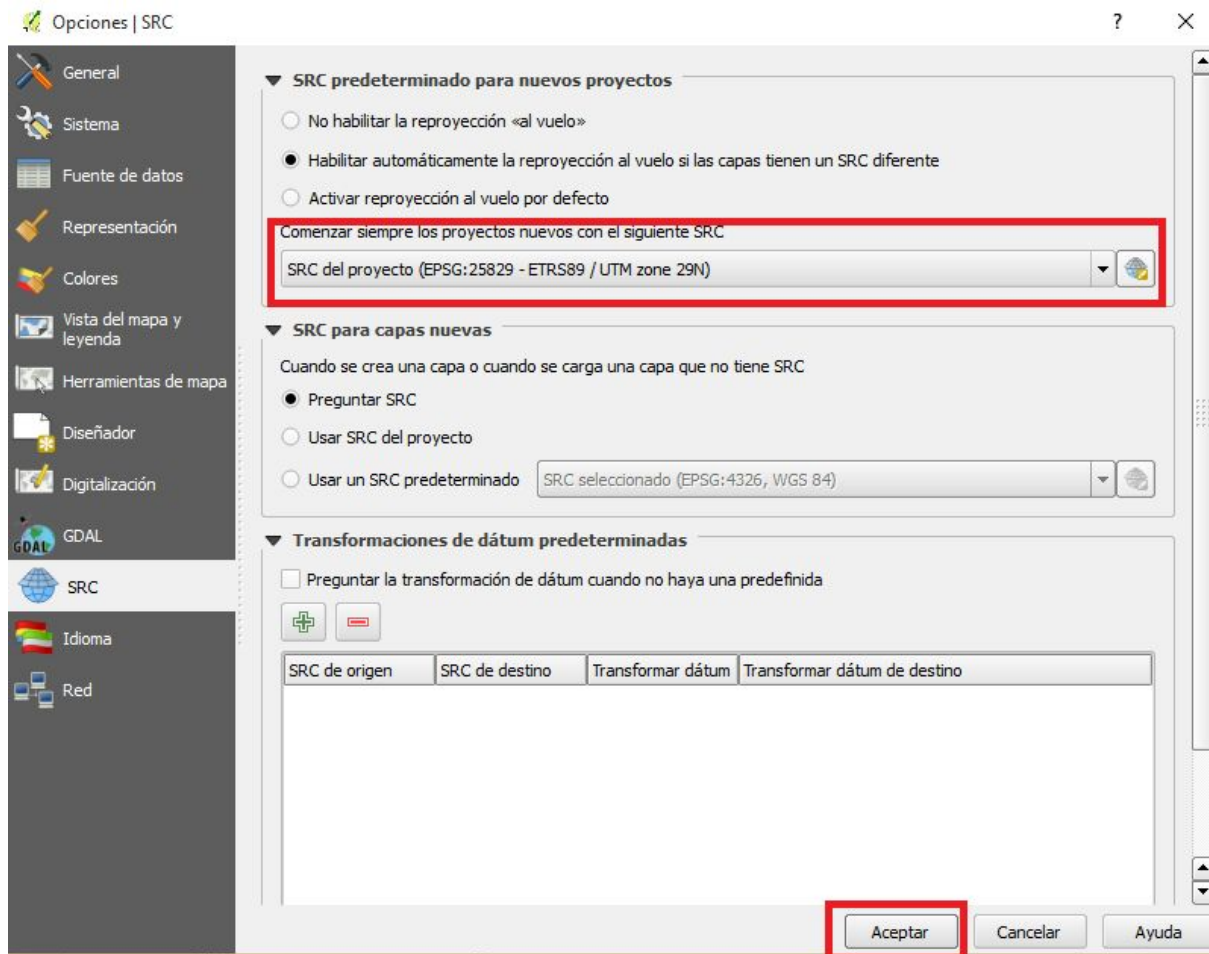 Opciones | SRC
?
General
Sistema
Fuente de datos
Representación
Colores
Vista del mapa y
leyenda
Herramientas de mapa
Diseñador
Digitalización
GDAL
GDAL
SRC
Idioma
Red
SRC predeterminado para nuevos proyectos
No habilitar la reproyección «al vuelo»
Habilitar automáticamente la reproyección al vuelo si las capas tienen un SRC diferente
Activar reproyección al vuelo por defecto
Comenzar siempre los proyectos nuevos con el siguiente SRC
SRC del proyecto (EPSG:25829 - ETRS89 / UTM zone 29N)
SRC para capas nuevas
Cuando se crea una capa o cuando se carga una capa que no tiene SRC
Preguntar SRC
Usar SRC del proyecto
Usar un SRC predeterminado
SRC seleccionado (EPSG:4326, WGS 84)
Transformaciones de dátum predeterminadas
Preguntar la transformación de dátum cuando no haya una predefinida
SRC de origen
SRC de destino
Transformar dátum
Transformar dátum de destino
Aceptar
Cancelar
Ayuda